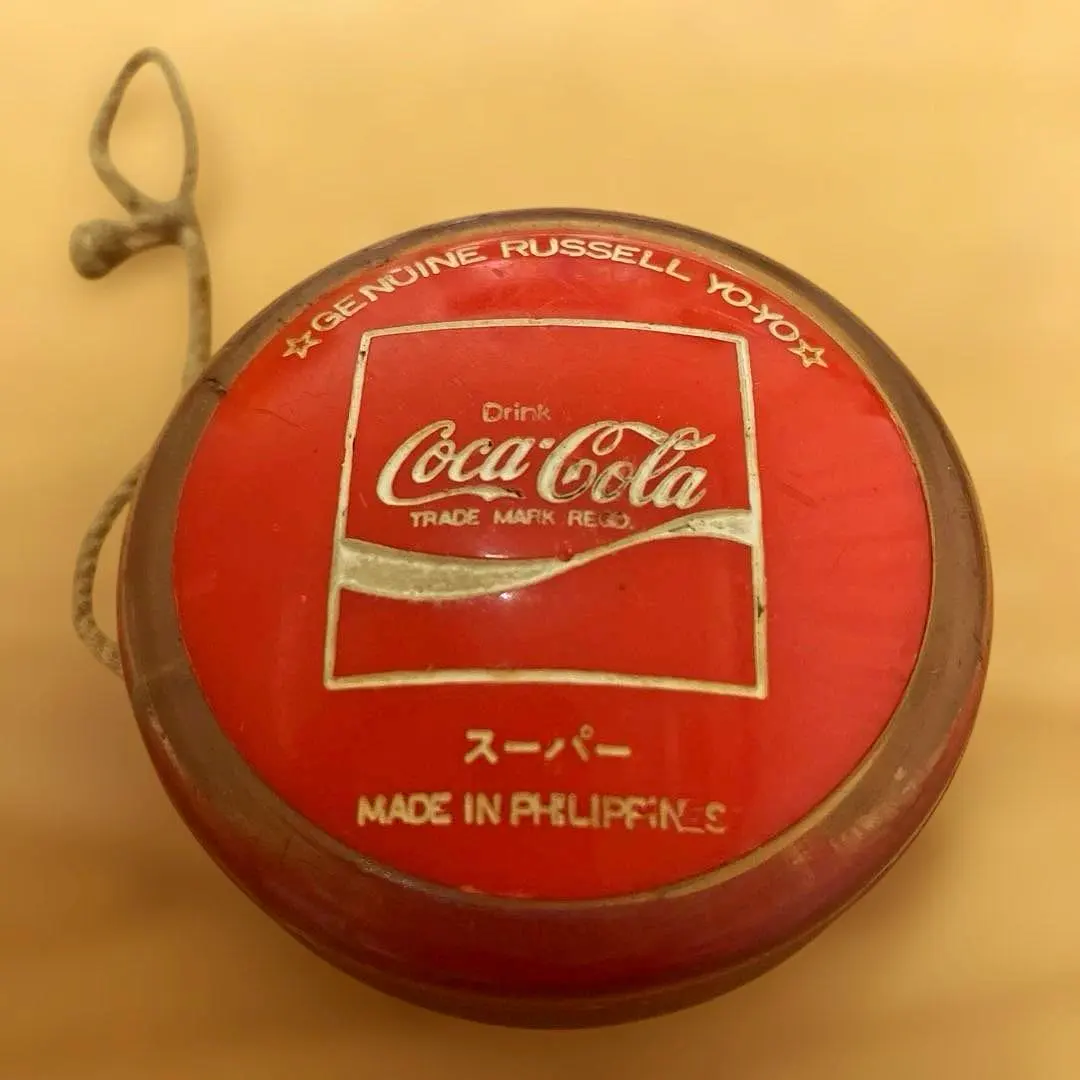 ☆GENUINE RUSSELL YO-YO☆
Drink
Coca-Cola
TRADE MARK REGD.
スーパー
MADE IN PHILIPPINES